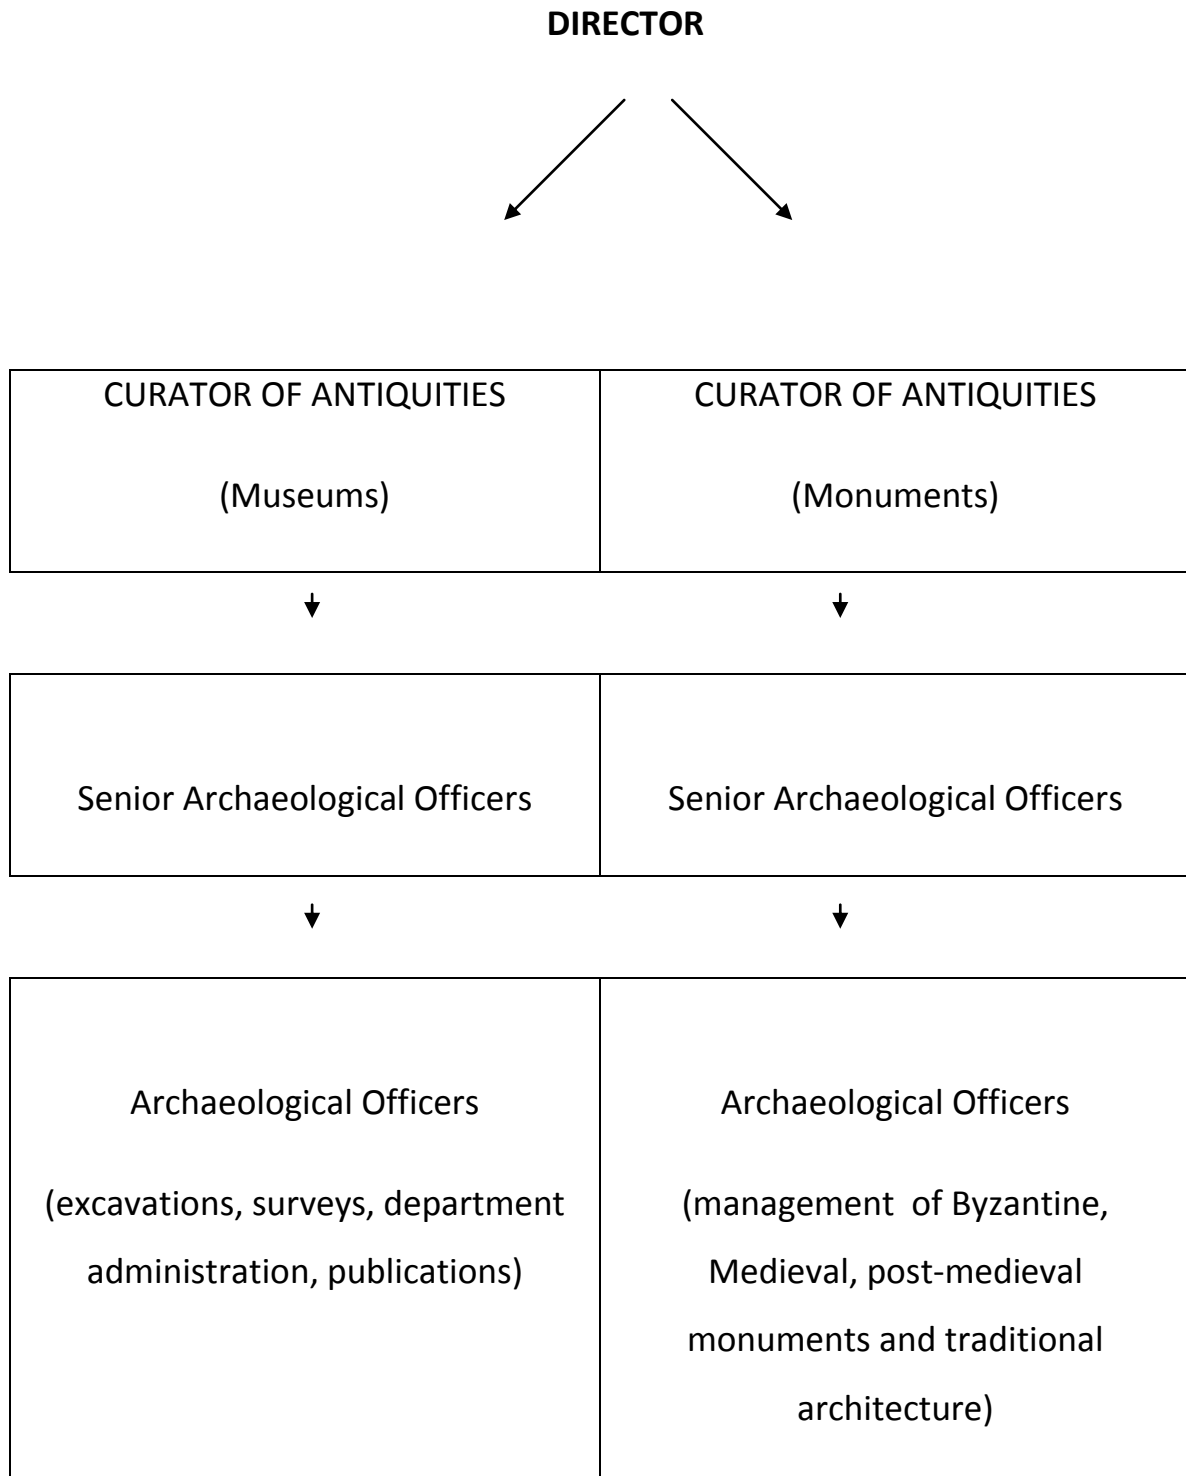 DIRECTOR
CURATOR OF ANTIQUITIES
(Museums)
CURATOR OF ANTIQUITIES
(Monuments)
Senior Archaeological Officers
Senior Archaeological Officers
Archaeological Officers
(excavations, surveys, department
administration, publications)
Archaeological Officers
(management  of Byzantine,
Medieval, post-medieval
monuments and traditional
architecture)